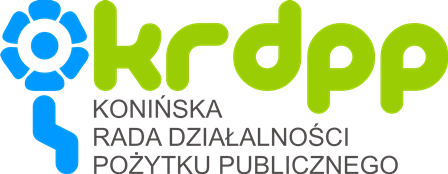 krdpp
KONIŃSKA
RADA DZIAŁALNOŚCI
POŻYTKU PUBLICZNEGO